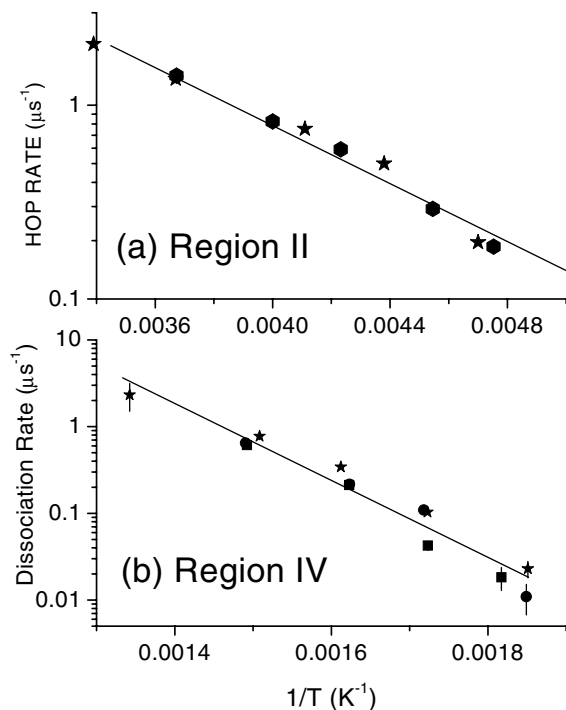 HOP RATE (μs⁻¹)
1
0.1
(a) Region II
0.0036 0.0040 0.0044 0.0048
Dissociation Rate (μs⁻¹)
10
1
0.1
0.01
(b) Region IV
0.0014 0.0016 0.0018
1/T (K⁻¹)